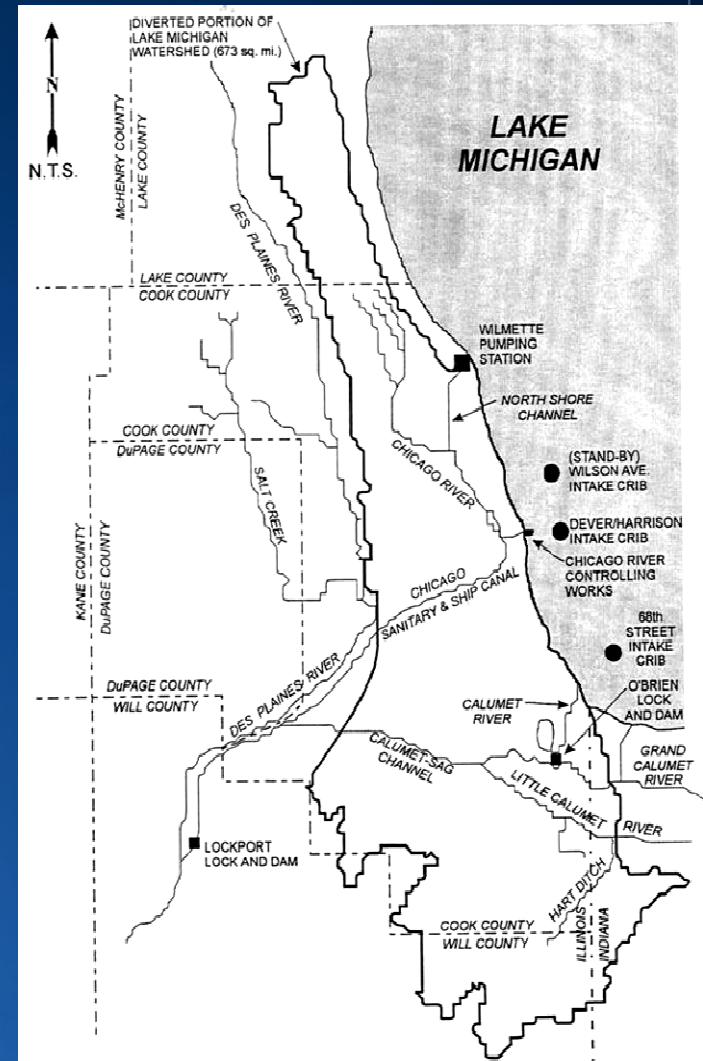 DIVERTED PORTION OF
LAKE MICHIGAN
WATERSHED (673 sq. mi.)
N
N.T.S.
McHENRY COUNTY
LAKE COUNTY
LAKE
MICHIGAN
DES PLAINES RIVER
LAKE COUNTY
COOK COUNTY
WILMETTE
PUMPING
STATION
NORTH SHORE
CHANNEL
COOK COUNTY
DuPAGE COUNTY
CHICAGO RIVER
(STAND-BY)
WILSON AVE.
INTAKE CRIB
SALT CREEK
DEVER/HARRISON
INTAKE CRIB
CHICAGO RIVER
CONTROLLING
WORKS
KANE COUNTY
DuPAGE COUNTY
CHICAGO
SANITARY & SHIP CANAL
68th
STREET
INTAKE
CRIB
DES PLAINES RIVER
DuPAGE COUNTY
WILL COUNTY
CALUMET
RIVER
O'BRIEN
LOCK
AND DAM
CALUMET-SAG
CHANNEL
GRAND
CALUMET
RIVER
LITTLE CALUMET RIVER
LOCKPORT
LOCK AND DAM
HART DITCH
COOK COUNTY
WILL COUNTY
ILLINOIS
INDIANA